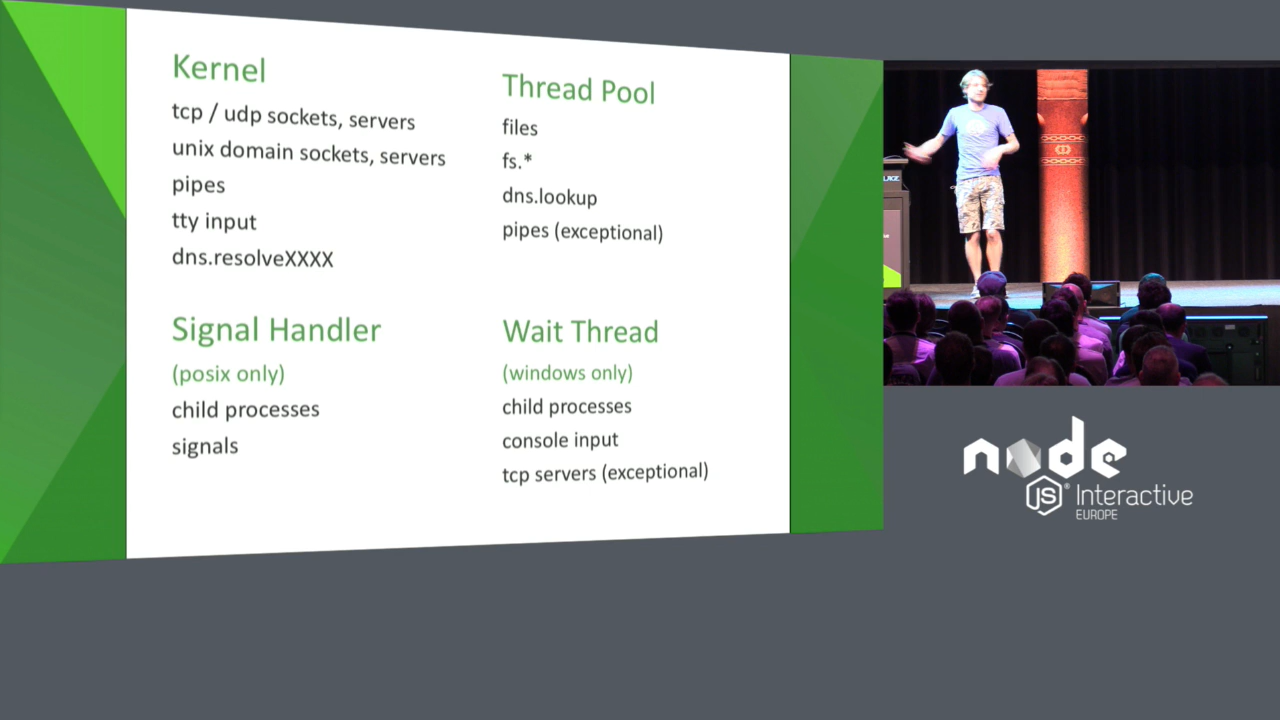 Kernel
tcp / udp sockets, servers
unix domain sockets, servers
pipes
tty input
dns.resolveXXXX
Thread Pool
files
fs.*
dns.lookup
pipes (exceptional)
Signal Handler
(posix only)
child processes
signals
Wait Thread
(windows only)
child processes
console input
tcp servers (exceptional)
node
JS® Interactive
EUROPE